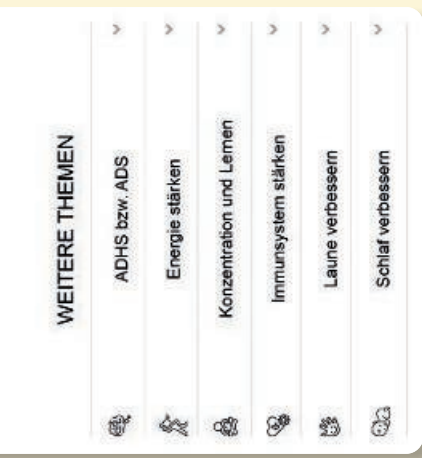 WEITERE THEMEN
ADHS bzw. ADS
Energie stärken
Konzentration und Lernen
Immunsystem stärken
Laune verbessern
Schlaf verbessern